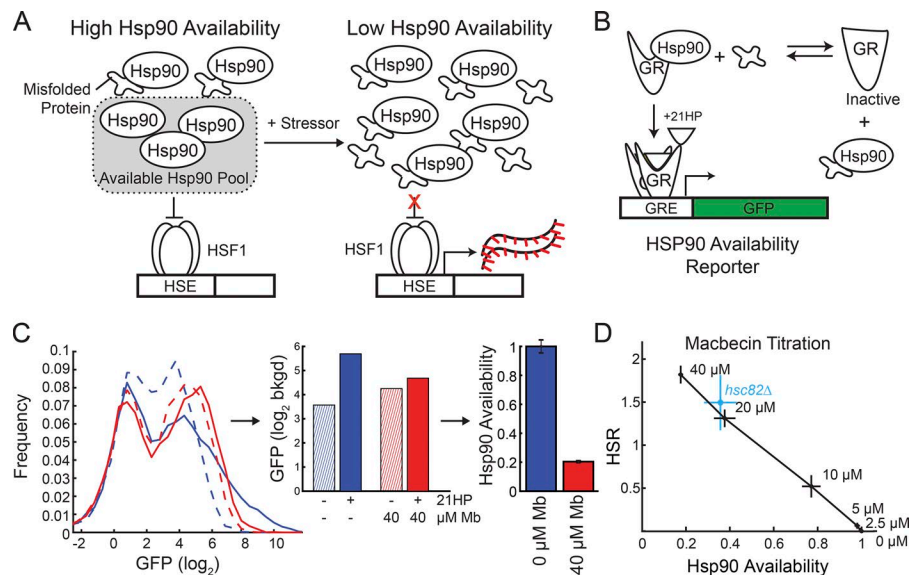 A
High Hsp90 Availability
Low Hsp90 Availability
Hsp90
Hsp90
Misfolded
Protein
Hsp90
Hsp90
Hsp90
Available Hsp90 Pool
+ Stressor
Hsp90
Hsp90
Hsp90
Hsp90
Hsp90
X
HSF1
HSE
HSF1
HSE
B
Hsp90
GR
+
GR
Inactive
+
Hsp90
+21HP
GR
GRE
GFP
HSP90 Availability
Reporter
C
Frequency
0.1
0.09
0.08
0.07
0.06
0.05
0.04
0.03
0.02
0.01
0
-2 0 2 4 6 8 10
GFP (log2)
GFP (log2 bkgd)
6
5
4
3
2
1
0
- + - + 21HP
- - 40 40 µM Mb
Hsp90 Availability
1
0.8
0.6
0.4
0.2
0
0 µM Mb
40 µM Mb
D
Macbecin Titration
HSR
2
1.5
1
0.5
0 0.2 0.4 0.6 0.8 1
Hsp90 Availability
40 µM
hsc82Δ
20 µM
10 µM
5 µM
2.5 µM
0 µM